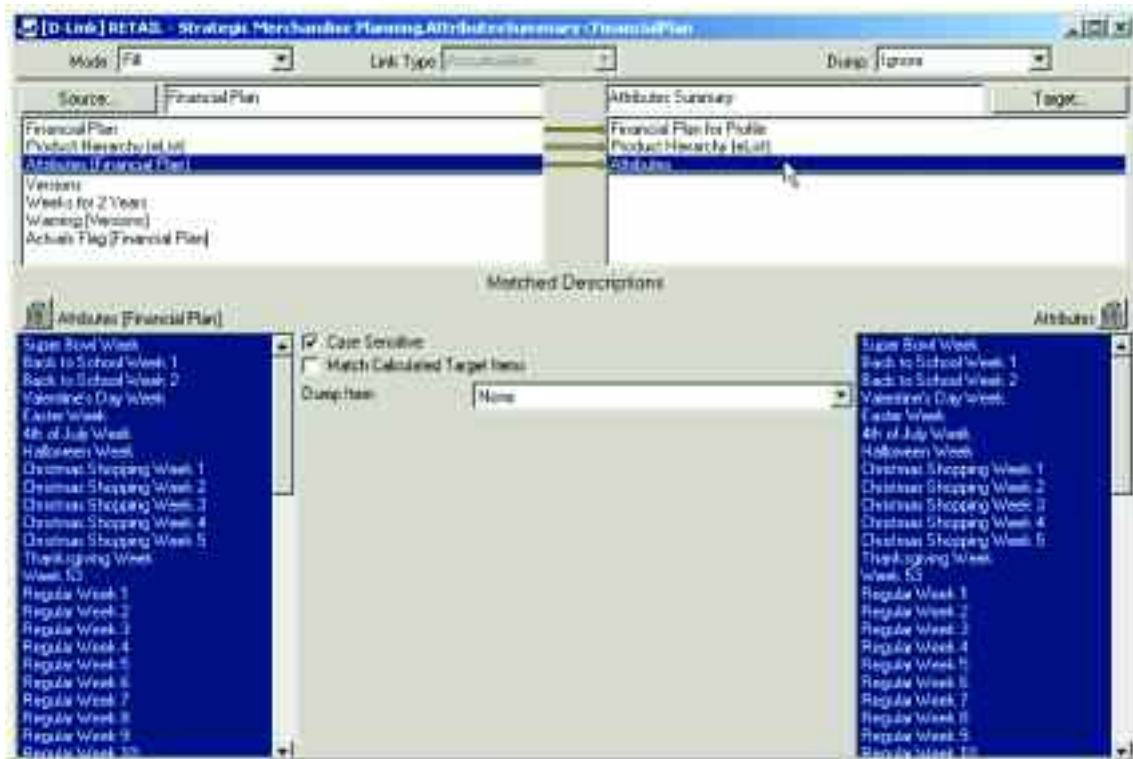 [D-Link] RETAIL - Strategic Merchandise Planning.AttributesSummary <FinancialPlan
Mode Fill Link Type Accumulation Dump Ignore
Source... Financial Plan Attributes Summary Target...
Financial Plan Financial Plan for Profile
Product Hierarchy (eList) Product Hierarchy (eList)
Attributes [Financial Plan] Attributes
Versions
Weeks for 2 Years
Warning [Versions]
Actuals Flag [Financial Plan]
Matched Descriptions
Attributes [Financial Plan] Attributes
Super Bowl Week Case Sensitive Super Bowl Week
Back to School Week 1 Match Calculated Target Items Back to School Week 1
Back to School Week 2 Back to School Week 2
Valentine's Day Week Dump Item None Valentine's Day Week
Easter Week Easter Week
4th of July Week 4th of July Week
Halloween Week Halloween Week
Christmas Shopping Week 1 Christmas Shopping Week 1
Christmas Shopping Week 2 Christmas Shopping Week 2
Christmas Shopping Week 3 Christmas Shopping Week 3
Christmas Shopping Week 4 Christmas Shopping Week 4
Christmas Shopping Week 5 Christmas Shopping Week 5
Thanksgiving Week Thanksgiving Week
Week 53 Week 53
Regular Week 1 Regular Week 1
Regular Week 2 Regular Week 2
Regular Week 3 Regular Week 3
Regular Week 4 Regular Week 4
Regular Week 5 Regular Week 5
Regular Week 6 Regular Week 6
Regular Week 7 Regular Week 7
Regular Week 8 Regular Week 8
Regular Week 9 Regular Week 9
Regular Week 10 Regular Week 10